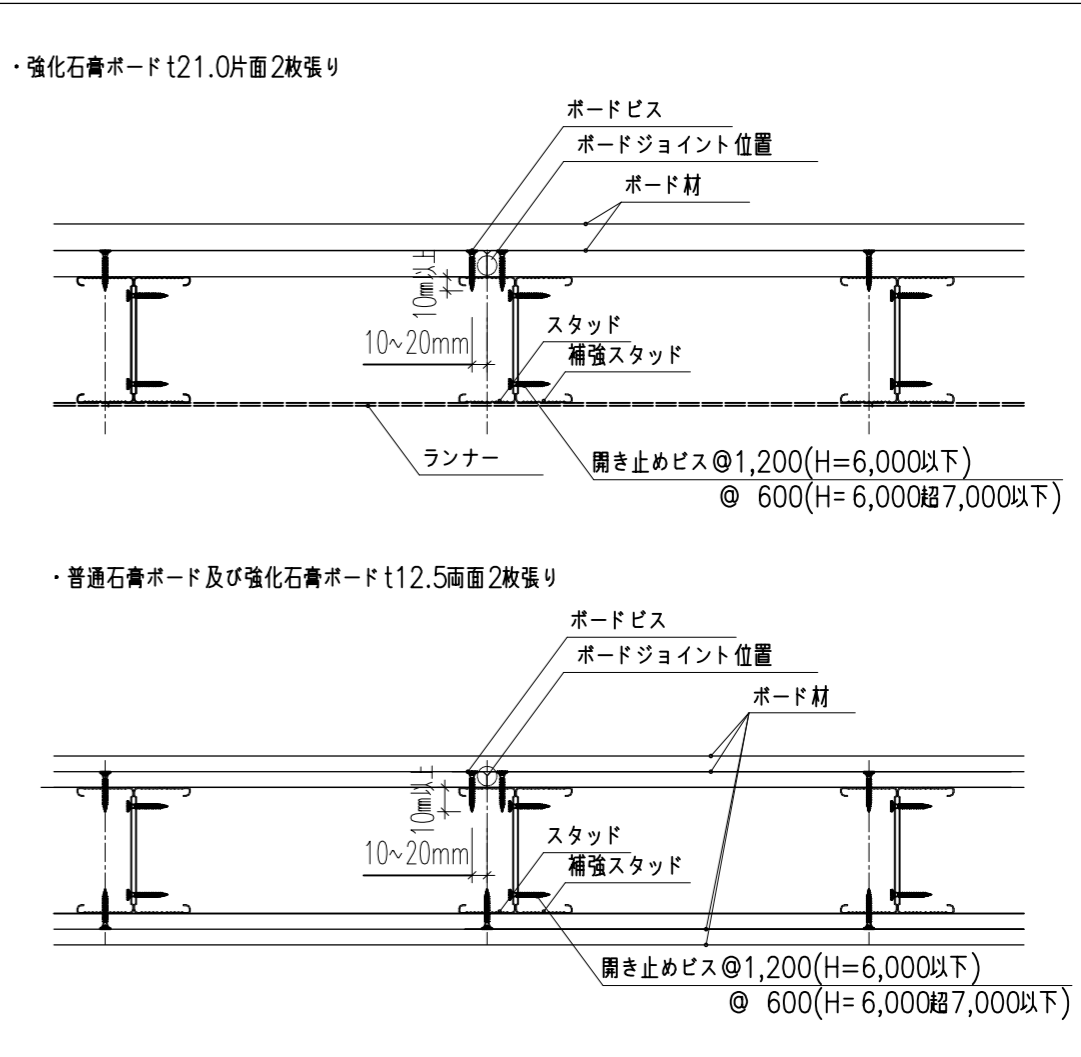 ・強化石膏ボードt21.0片面2枚張り
ボードビス
ボードジョイント位置
ボード材
10mm以上
10~20mm
スタッド
補強スタッド
ランナー
開き止めビス@1,200(H=6,000以下)
@ 600(H=6,000超7,000以下)
・普通石膏ボード及び強化石膏ボードt12.5両面2枚張り
ボードビス
ボードジョイント位置
ボード材
10mm以上
10~20mm
スタッド
補強スタッド
開き止めビス@1,200(H=6,000以下)
@ 600(H=6,000超7,000以下)